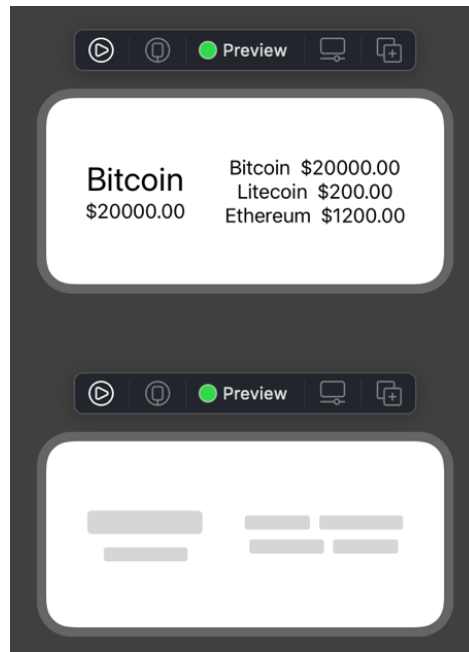 Preview
Bitcoin
$20000.00
Bitcoin $20000.00
Litecoin $200.00
Ethereum $1200.00
Preview